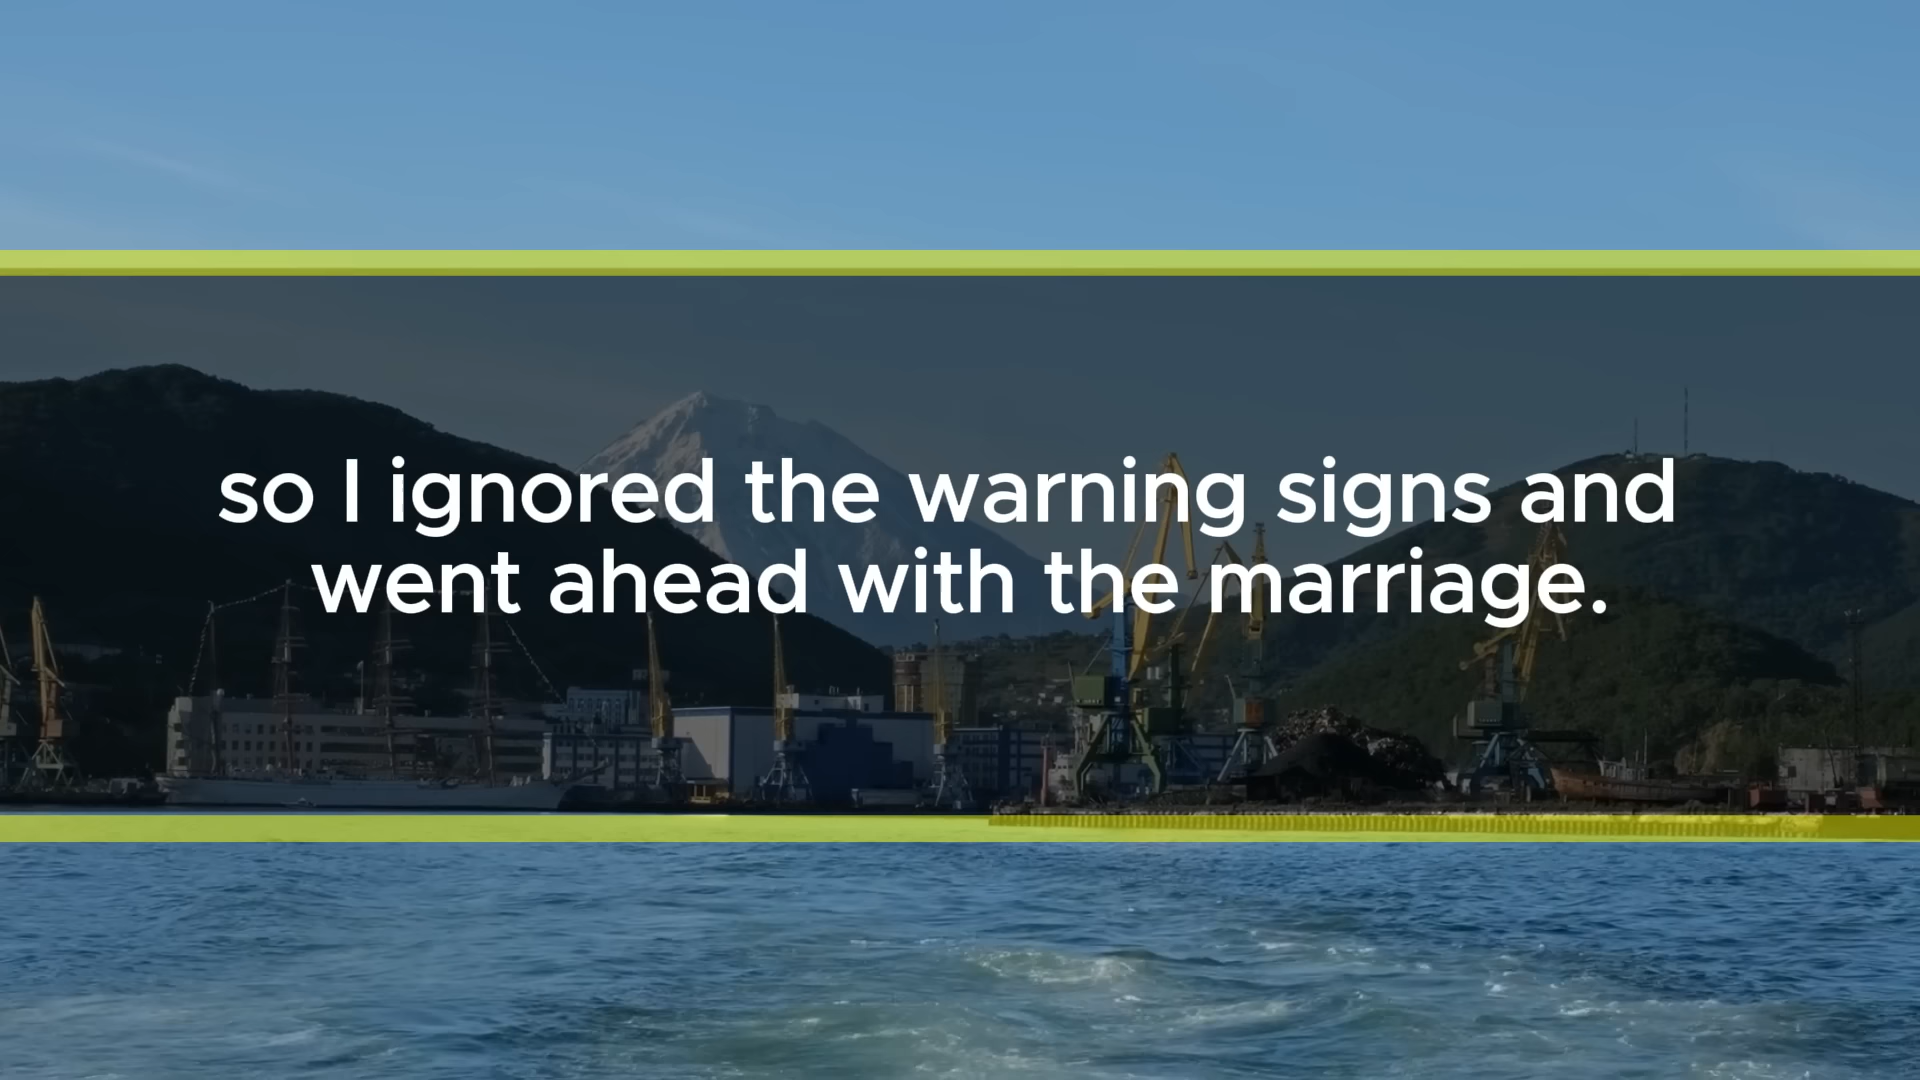 so I ignored the warning signs and
went ahead with the marriage.